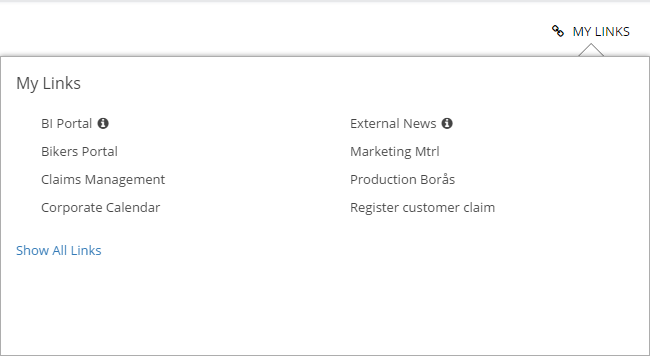 MY LINKS
My Links
BI Portal
Bikers Portal
Claims Management
Corporate Calendar
External News
Marketing Mtrl
Production Borås
Register customer claim
Show All Links